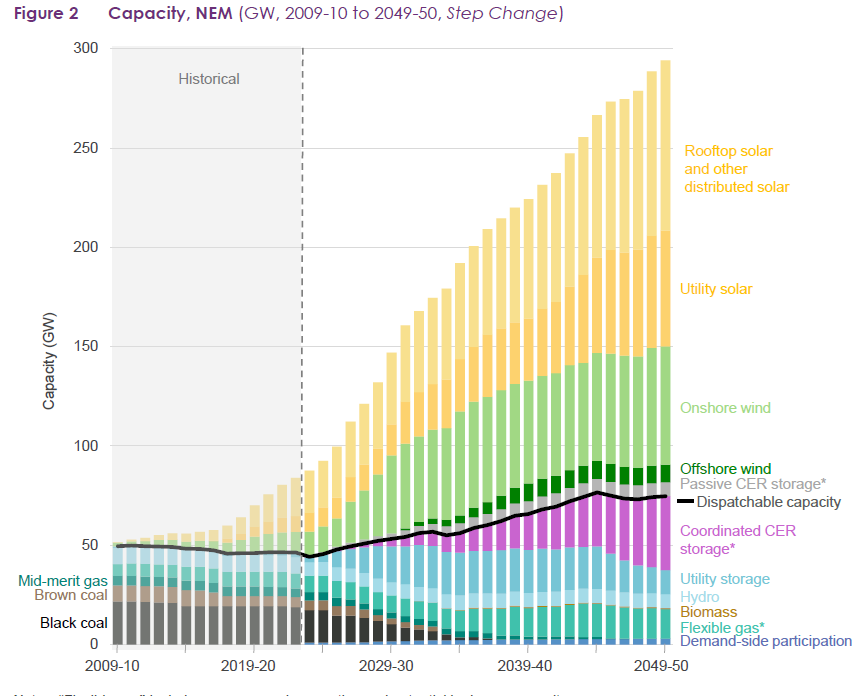 Figure 2 Capacity, NEM (GW, 2009-10 to 2049-50, Step Change)
300
Historical
250
Rooftop solar
and other
distributed solar
200
Utility solar
Capacity (GW)
150
Onshore wind
100
Offshore wind
Passive CER storage*
Dispatchable capacity
Coordinated CER
storage*
50
Mid-merit gas
Utility storage
Brown coal
Hydro
Biomass
Black coal
Flexible gas*
0
Demand-side participation
2009-10 2019-20 2029-30 2039-40 2049-50